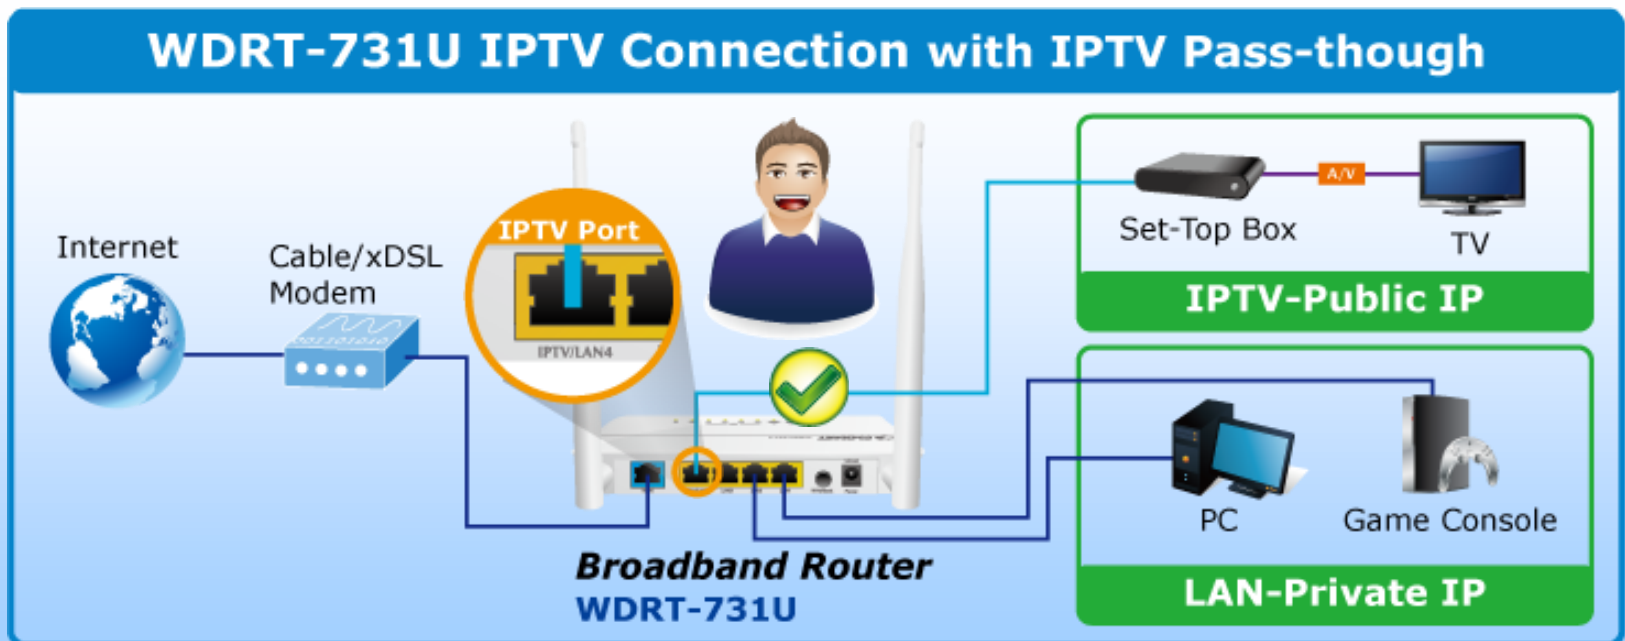 WDRT-731U IPTV Connection with IPTV Pass-though
Internet
Cable/xDSL
Modem
IPTV Port
IPTV/LAN4
Set-Top Box
A/V
TV
IPTV-Public IP
PC
Game Console
LAN-Private IP
Broadband Router
WDRT-731U